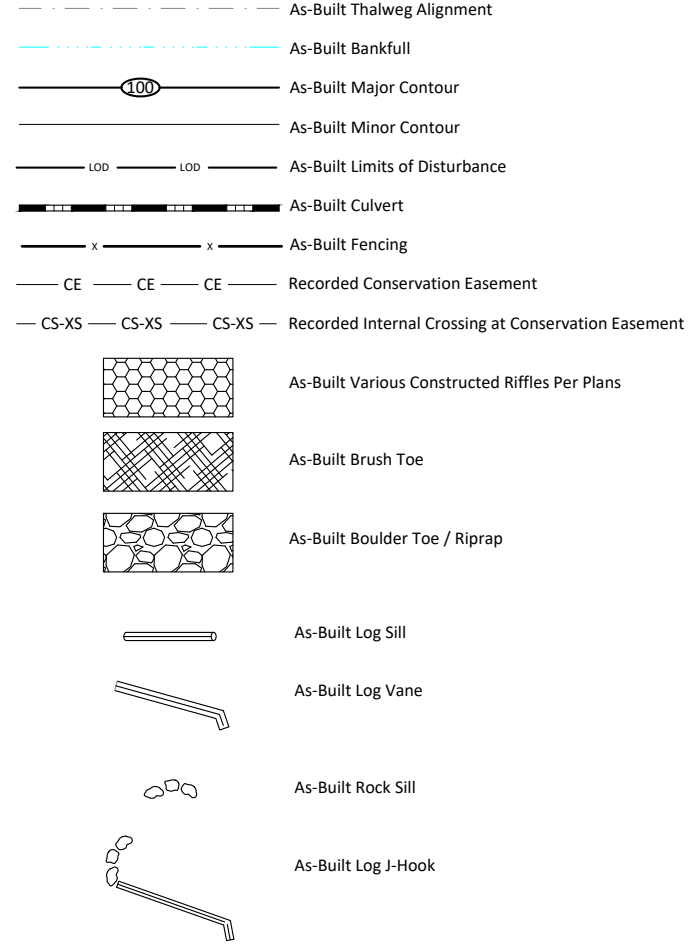 As-Built Thalweg Alignment
As-Built Bankfull
100 As-Built Major Contour
As-Built Minor Contour
LOD LOD As-Built Limits of Disturbance
As-Built Culvert
x x As-Built Fencing
CE CE CE Recorded Conservation Easement
CS-XS CS-XS CS-XS Recorded Internal Crossing at Conservation Easement
As-Built Various Constructed Riffles Per Plans
As-Built Brush Toe
As-Built Boulder Toe / Riprap
As-Built Log Sill
As-Built Log Vane
As-Built Rock Sill
As-Built Log J-Hook